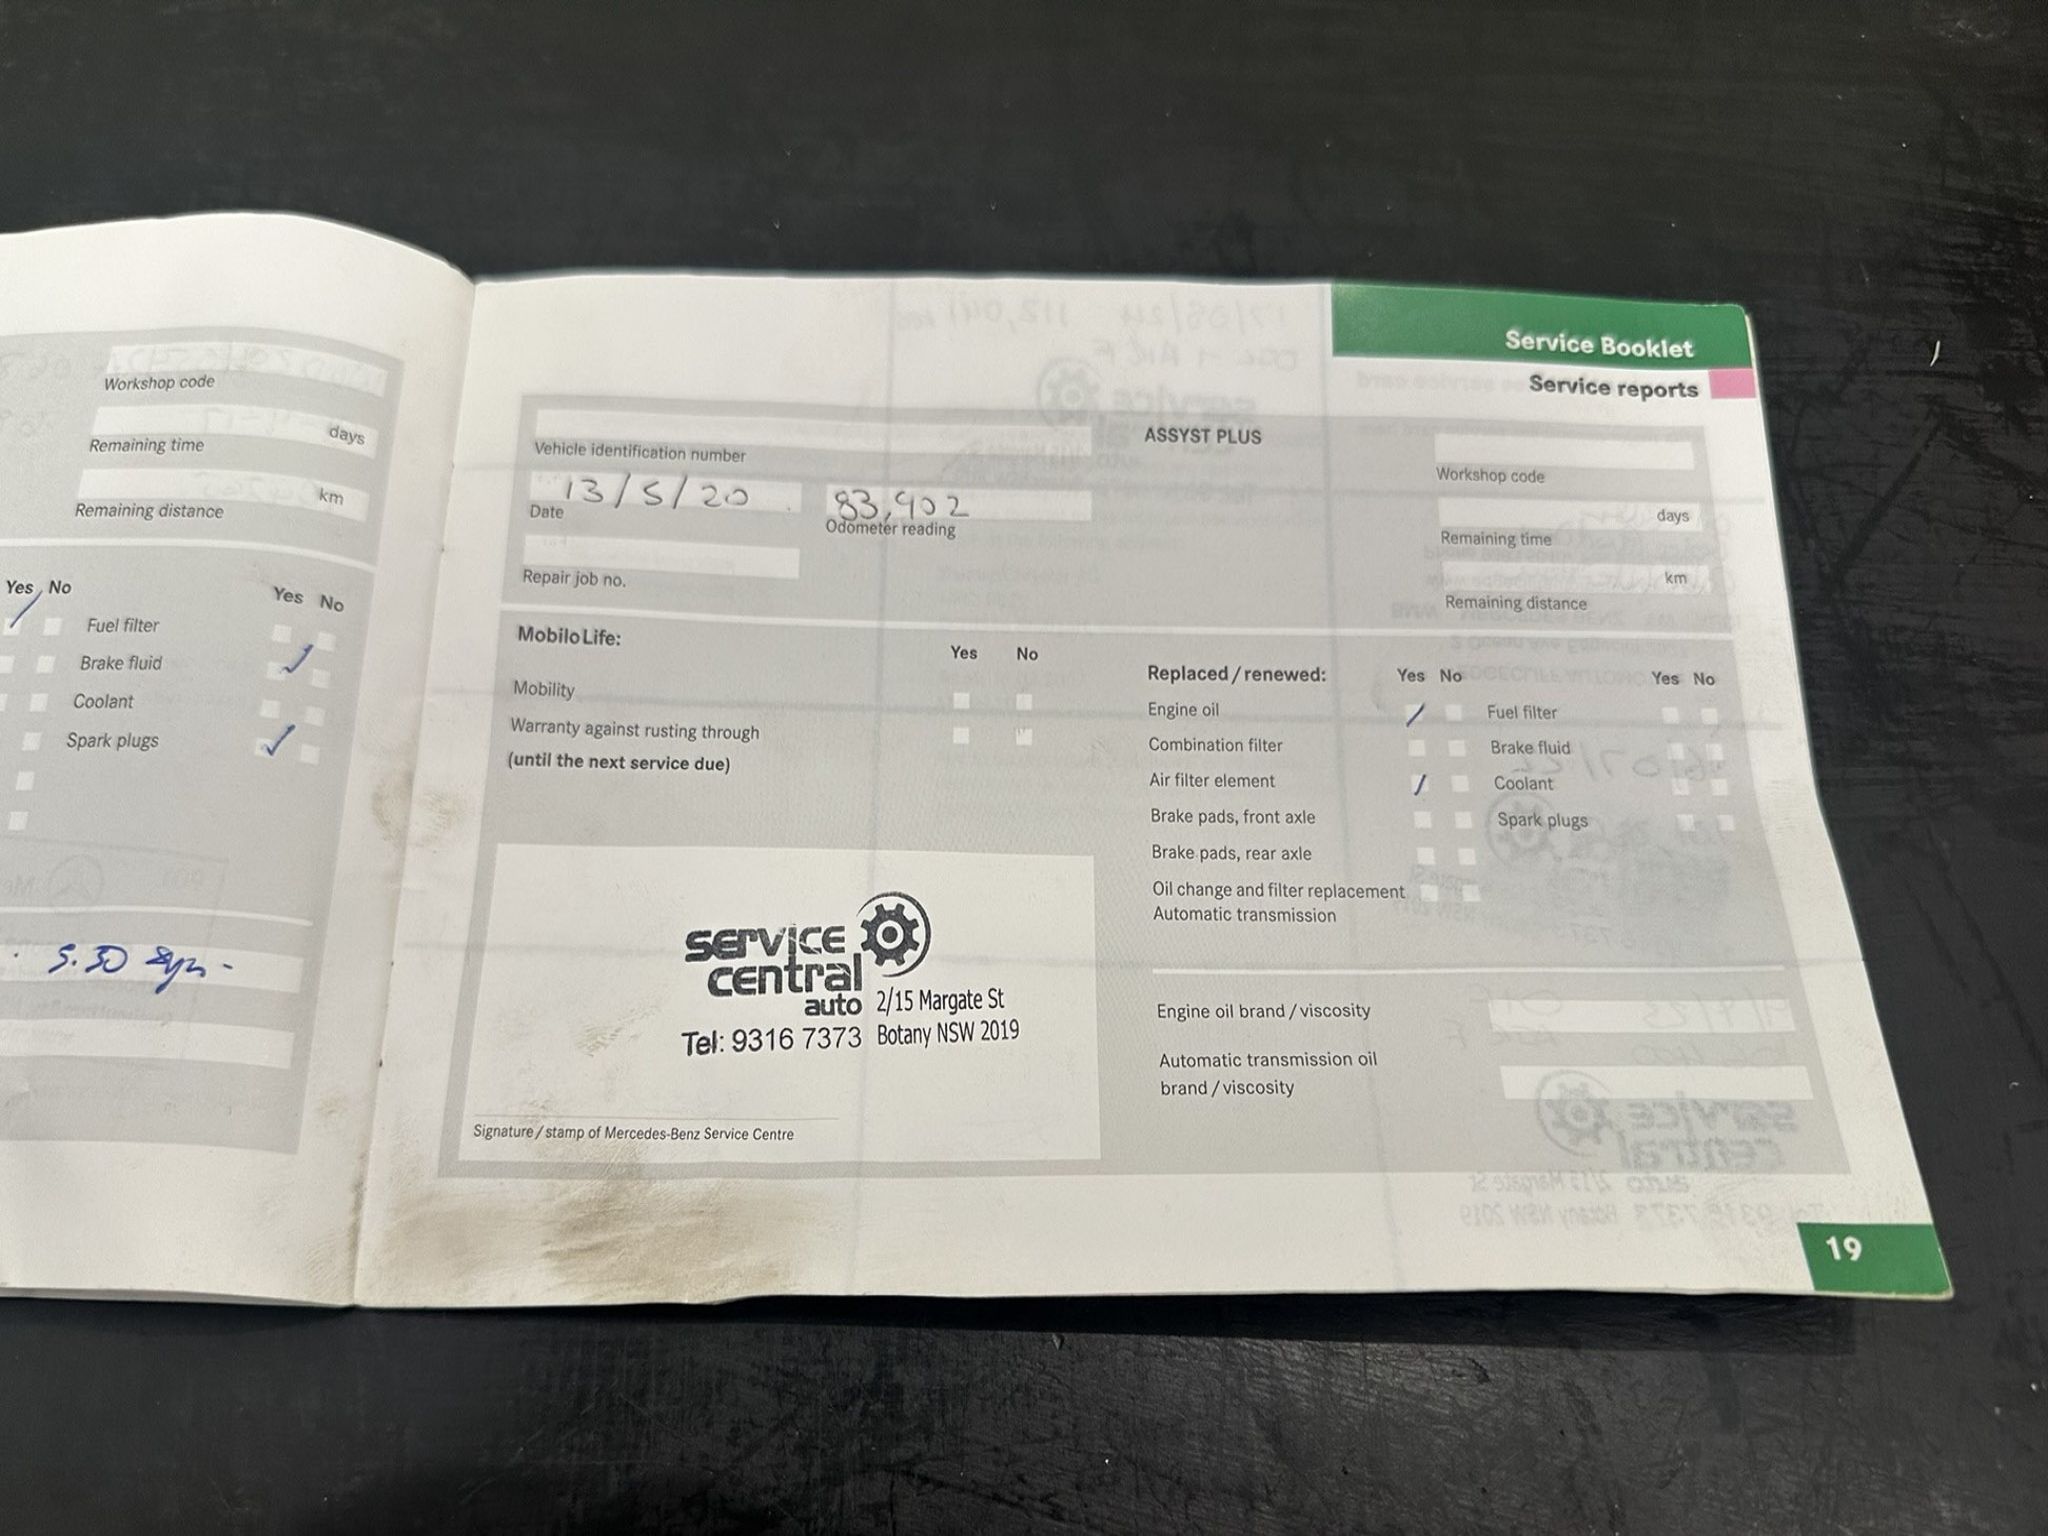 Workshop code
days
Remaining time
km
Remaining distance
Yes No
Yes No
Fuel filter
Brake fluid
Coolant
Spark plugs
5.30
Service Booklet
Service reports
Vehicle identification number
13/5/20
Date
83,902
Odometer reading
Repair job no.
ASSYST PLUS
Workshop code
days
Remaining time
km
Remaining distance
Mobilo Life:
Yes No
Mobility
Warranty against rusting through
(until the next service due)
Replaced / renewed:
Yes No
Engine oil
Combination filter
Air filter element
Brake pads, front axle
Brake pads, rear axle
Oil change and filter replacement
Automatic transmission
Yes No
Fuel filter
Brake fluid
Coolant
Spark plugs
service
central
auto
2/15 Margate St
Tel: 9316 7373 Botany NSW 2019
Signature / stamp of Mercedes-Benz Service Centre
Engine oil brand / viscosity
Automatic transmission oil
brand / viscosity
19